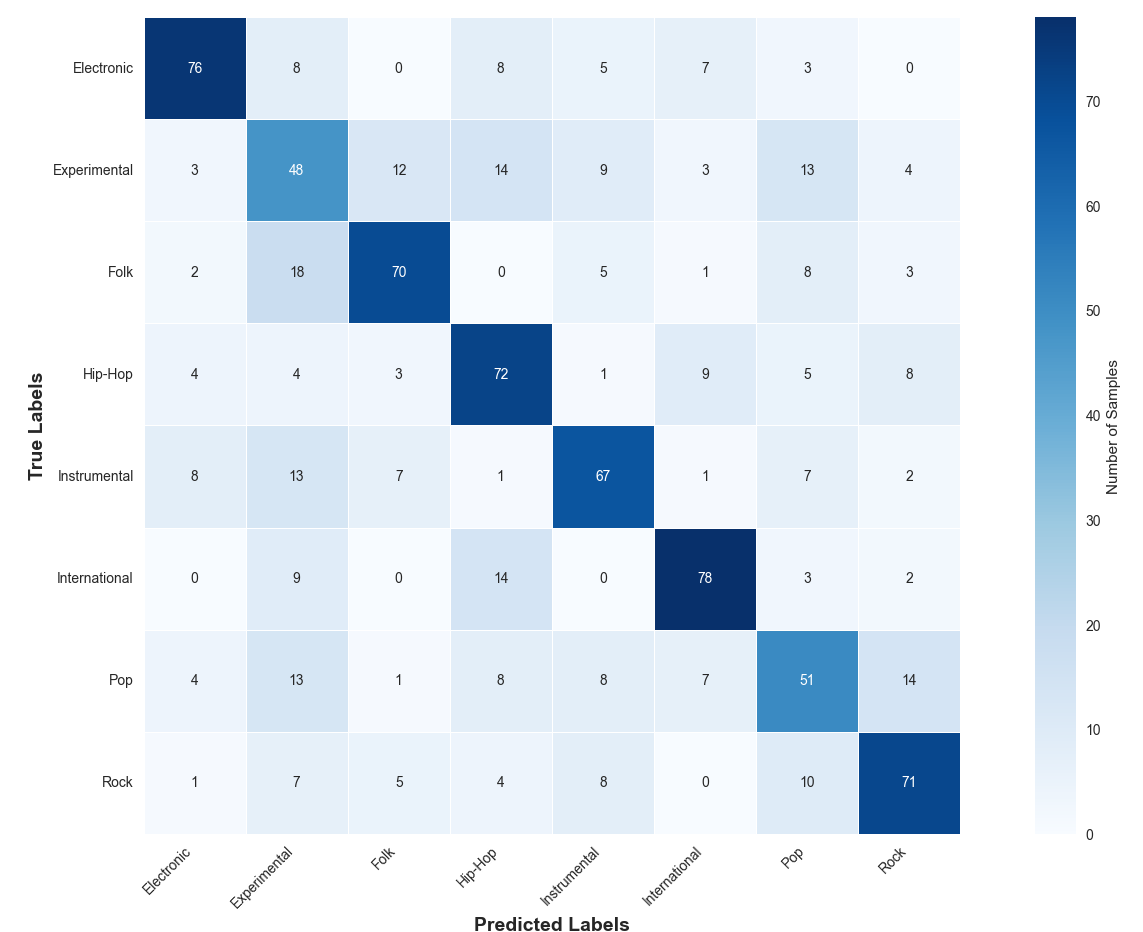 Electronic 76 8 0 8 5 7 3 0
Experimental 3 48 12 14 9 3 13 4
Folk 2 18 70 0 5 1 8 3
Hip-Hop 4 4 3 72 1 9 5 8
Instrumental 8 13 7 1 67 1 7 2
International 0 9 0 14 0 78 3 2
Pop 4 13 1 8 8 7 51 14
Rock 1 7 5 4 8 0 10 71
True Labels
Electronic Experimental Folk Hip-Hop Instrumental International Pop Rock
Predicted Labels
70
60
50
40
30
20
10
0
Number of Samples